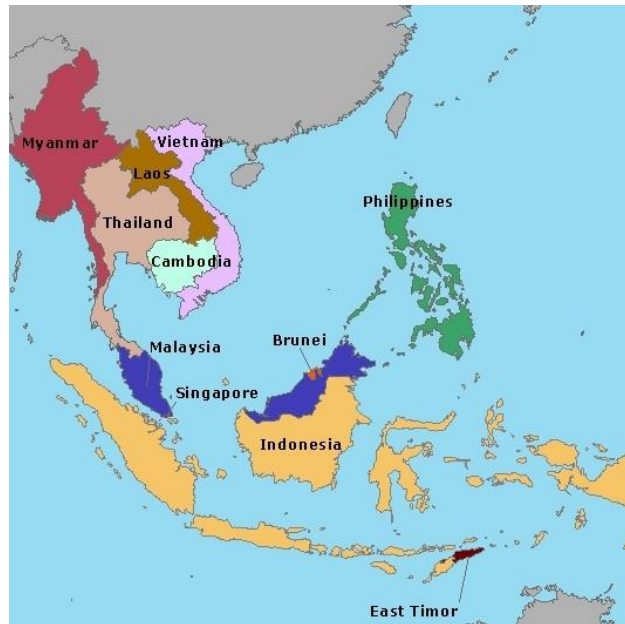 Myanmar
Vietnam
Laos
Thailand
Philippines
Cambodia
Brunei
Malaysia
Singapore
Indonesia
East Timor